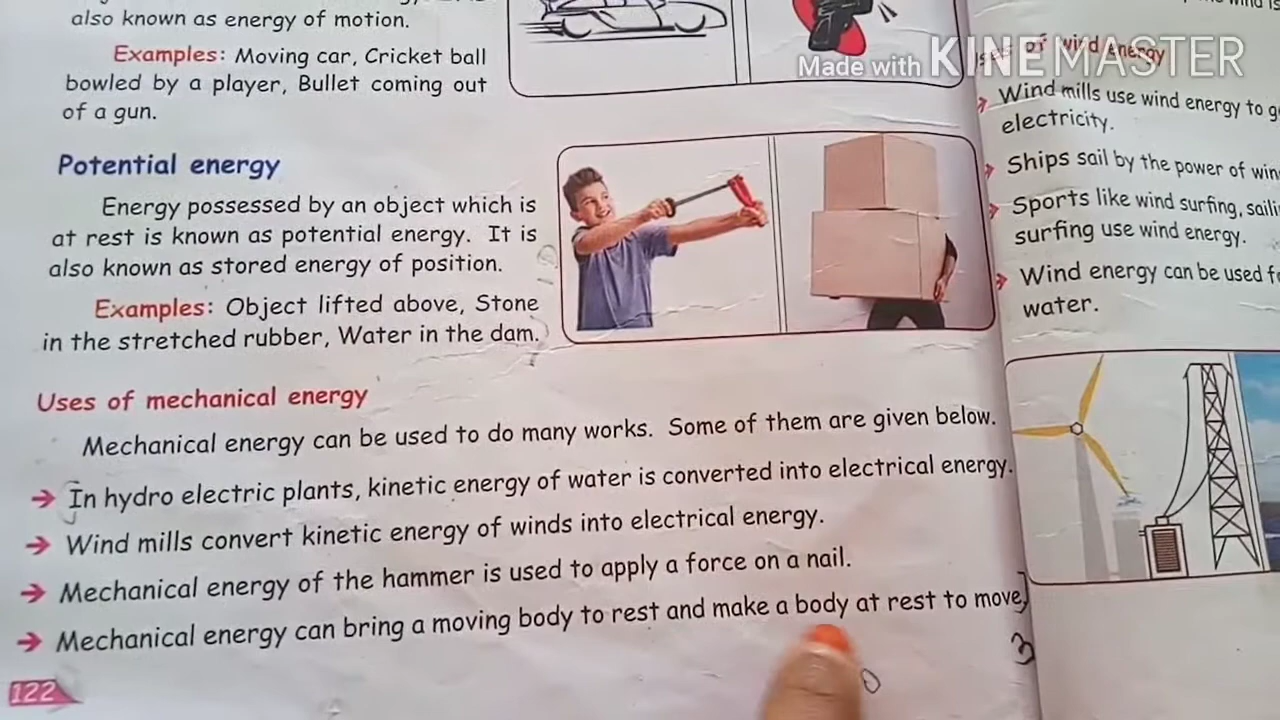 also known as energy of motion.
Examples: Moving car, Cricket ball
bowled by a player, Bullet coming out
of a gun.
Potential energy
Energy possessed by an object which is
at rest is known as potential energy. It is
also known as stored energy of position.
Examples: Object lifted above, Stone
in the stretched rubber, Water in the dam.
Uses of mechanical energy
Mechanical energy can be used to do many works. Some of them are given below.
→ In hydro electric plants, kinetic energy of water is converted into electrical energy.
→ Wind mills convert kinetic energy of winds into electrical energy.
→ Mechanical energy of the hammer is used to apply a force on a nail.
→ Mechanical energy can bring a moving body to rest and make a body at rest to move,
3
122
Made with KINEMASTER
Uses of wind energy
Wind mills use wind energy to
electricity.
Ships sail by the power of
Sports like wind surfing,
surfing use wind energy.
Wind energy can be used
water.